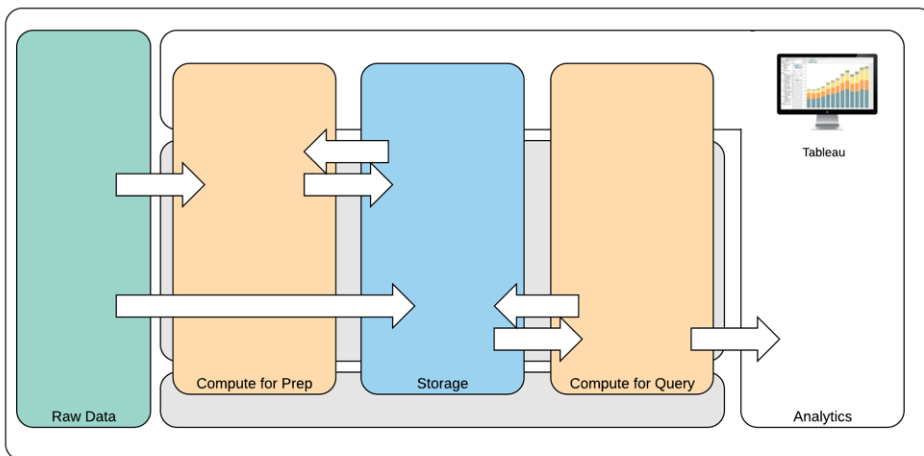 Tableau
Compute for Prep
Storage
Compute for Query
Raw Data
Analytics